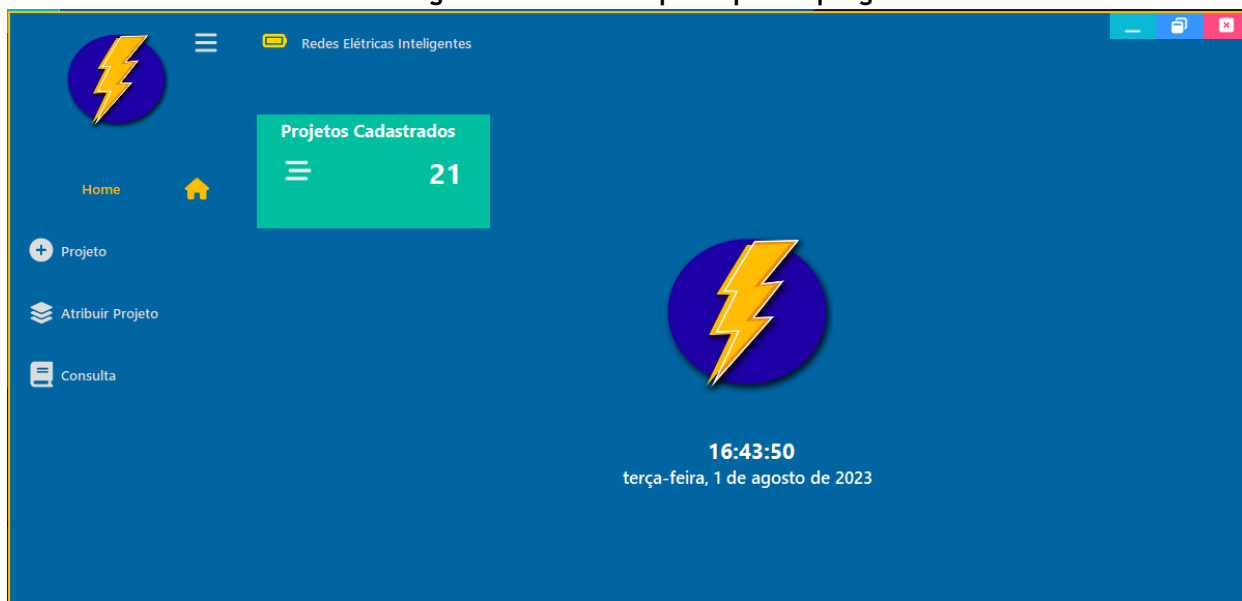 Redes Elétricas Inteligentes
Projetos Cadastrados
21
Home
Projeto
Atribuir Projeto
Consulta
16:43:50
terça-feira, 1 de agosto de 2023